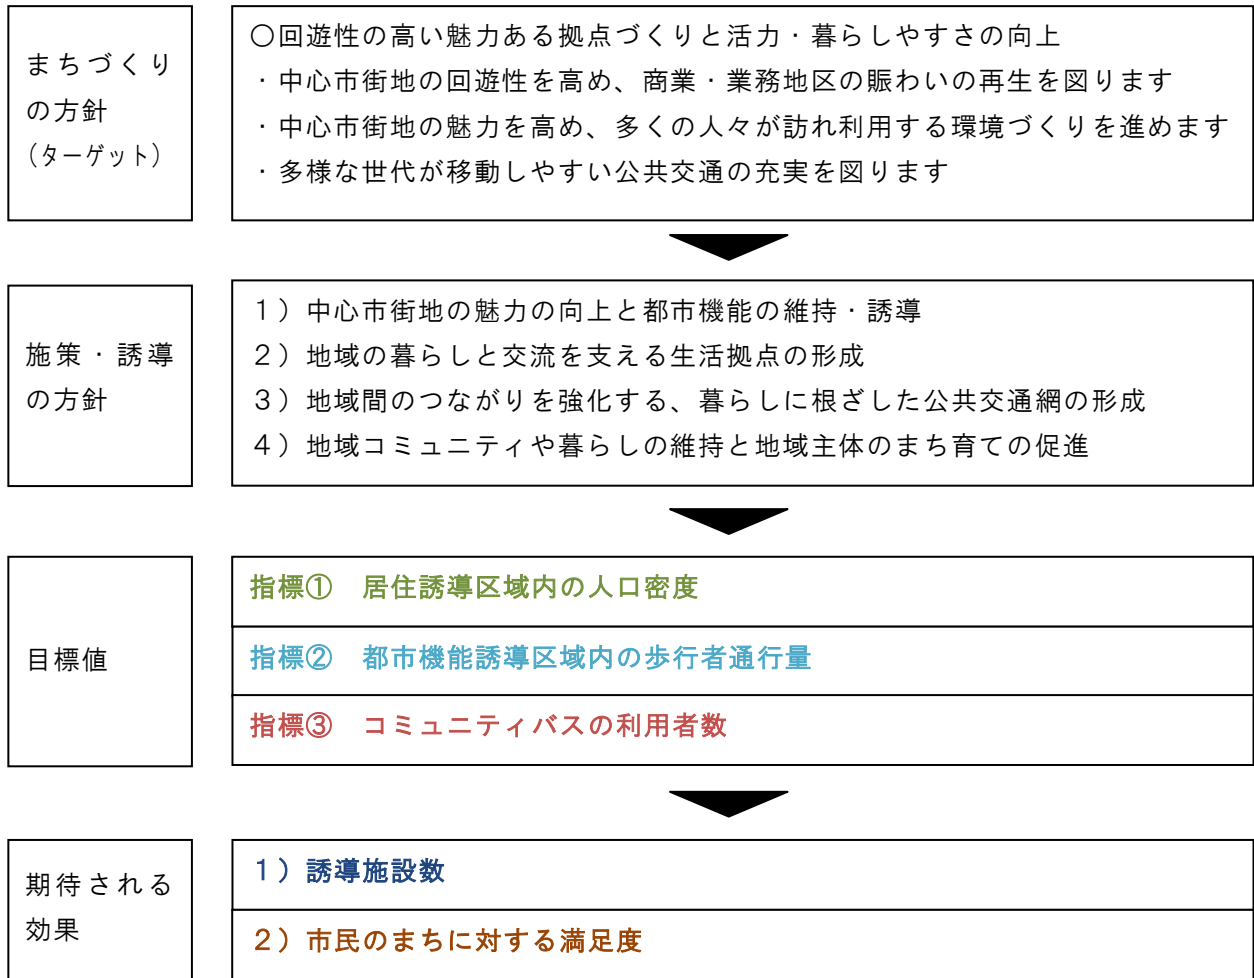 まちづくり
の方針
（ターゲット）
〇回遊性の高い魅力ある拠点づくりと活力・暮らしやすさの向上
・中心市街地の回遊性を高め、商業・業務地区の賑わいの再生を図ります
・中心市街地の魅力を高め、多くの人々が訪れ利用する環境づくりを進めます
・多様な世代が移動しやすい公共交通の充実を図ります
施策・誘導
の方針
１）中心市街地の魅力の向上と都市機能の維持・誘導
２）地域の暮らしと交流を支える生活拠点の形成
３）地域間のつながりを強化する、暮らしに根ざした公共交通網の形成
４）地域コミュニティや暮らしの維持と地域主体のまち育ての促進
目標値
指標①　居住誘導区域内の人口密度
指標②　都市機能誘導区域内の歩行者通行量
指標③　コミュニティバスの利用者数
期待される
効果
１）誘導施設数
２）市民のまちに対する満足度